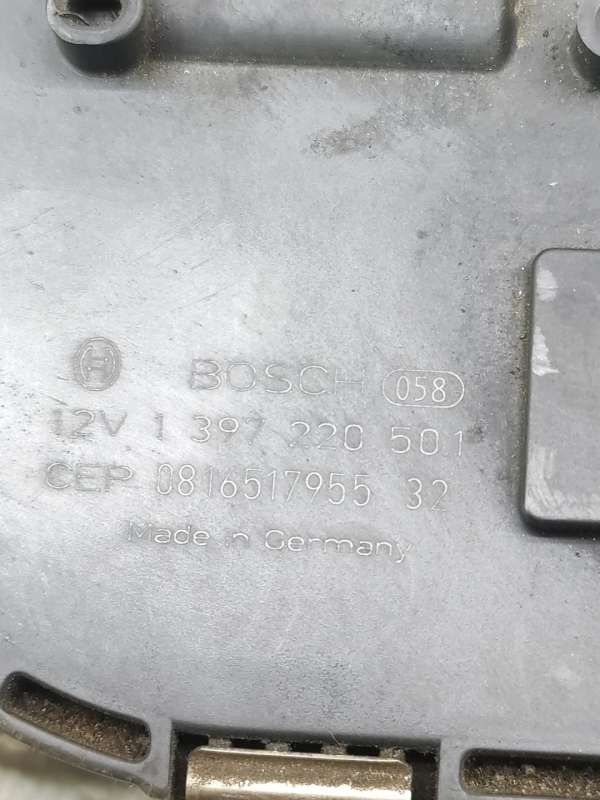 BOSCH 058
12V 1 397 220 501
CEP 0816517955 32
Made in Germany